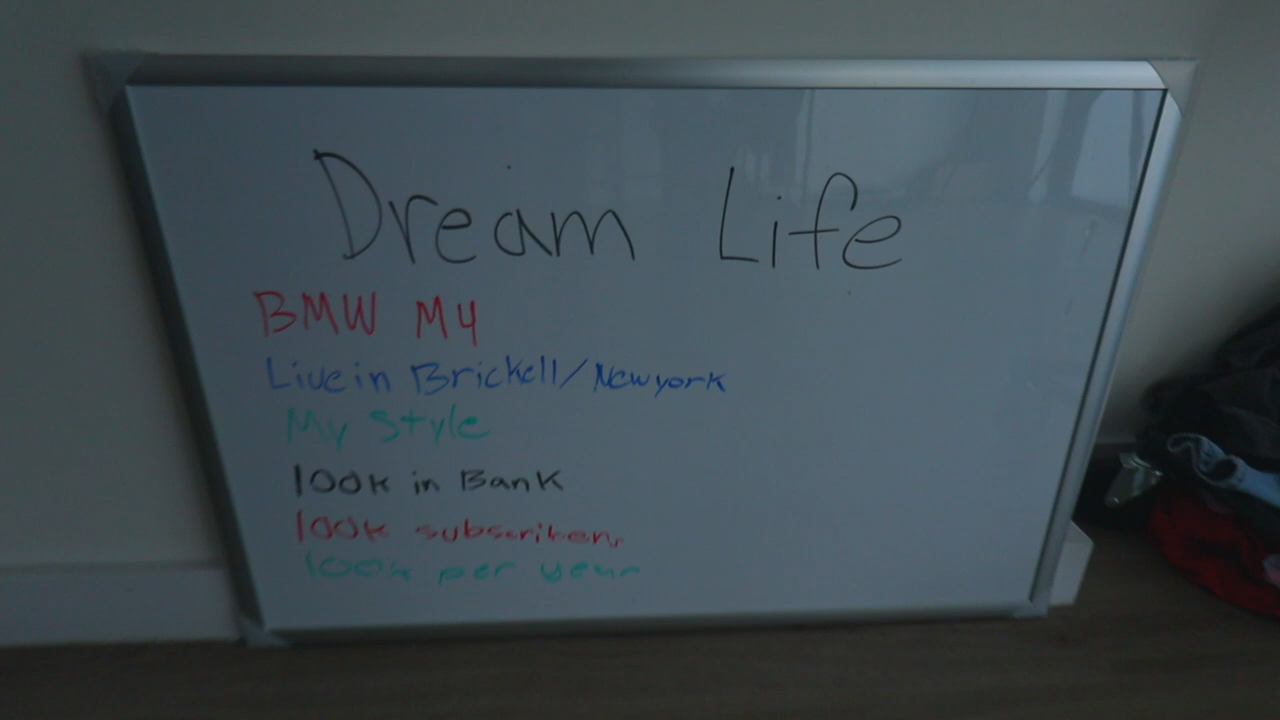 Dream Life
BMW M4
Live in Brickell/Newyork
My Style
100K in Bank
100K subscribers
100k per year